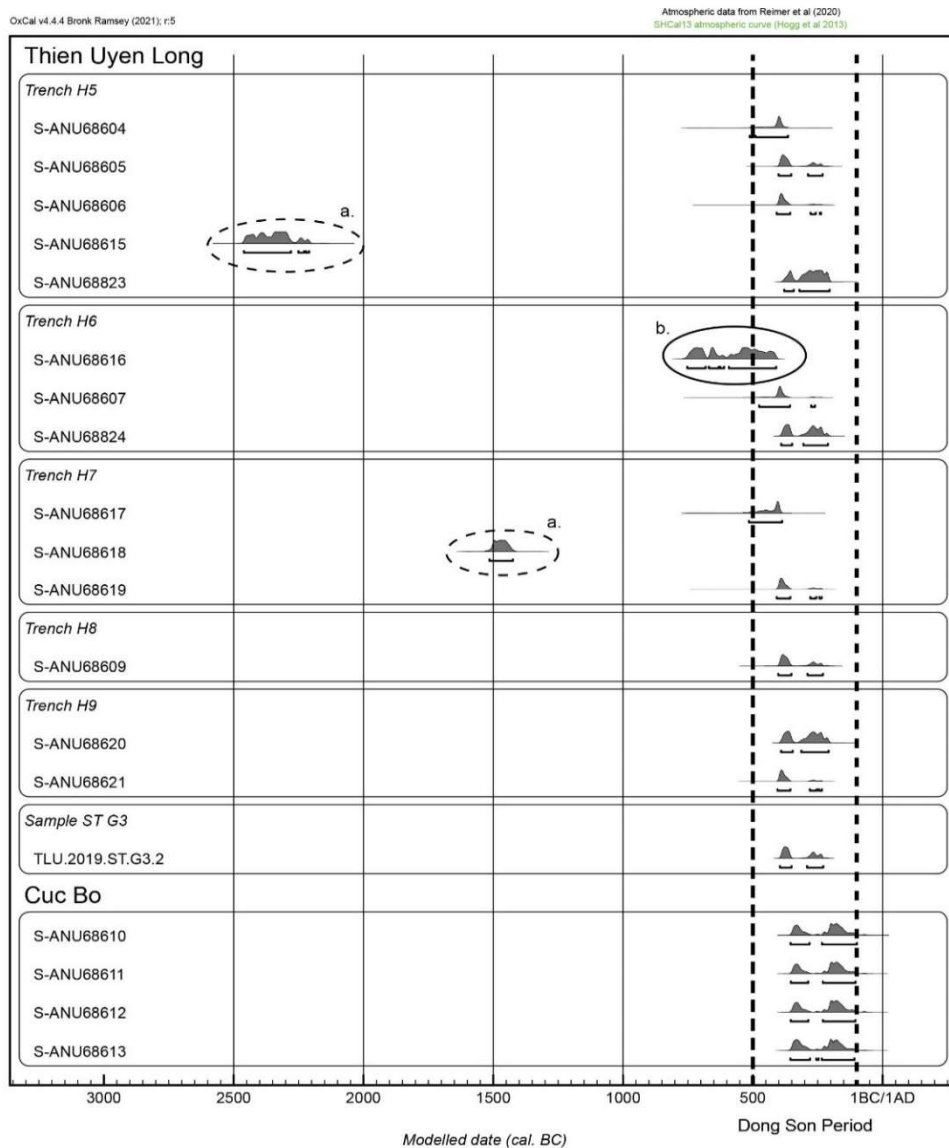 OxCal v4.4.4 Bronk Ramsey (2021); r:5
Atmospheric data from Reimer et al (2020)
SHCal13 atmospheric curve (Hogg et al 2013)
Thien Uyen Long
Trench H5
S-ANU68604
S-ANU68605
S-ANU68606
a.
S-ANU68615
S-ANU68823
Trench H6
b.
S-ANU68616
S-ANU68607
S-ANU68824
Trench H7
S-ANU68617
a.
S-ANU68618
S-ANU68619
Trench H8
S-ANU68609
Trench H9
S-ANU68620
S-ANU68621
Sample ST G3
TLU.2019.ST.G3.2
Cuc Bo
S-ANU68610
S-ANU68611
S-ANU68612
S-ANU68613
3000 2500 2000 1500 1000 500 1BC/1AD
Dong Son Period
Modelled date (cal. BC)